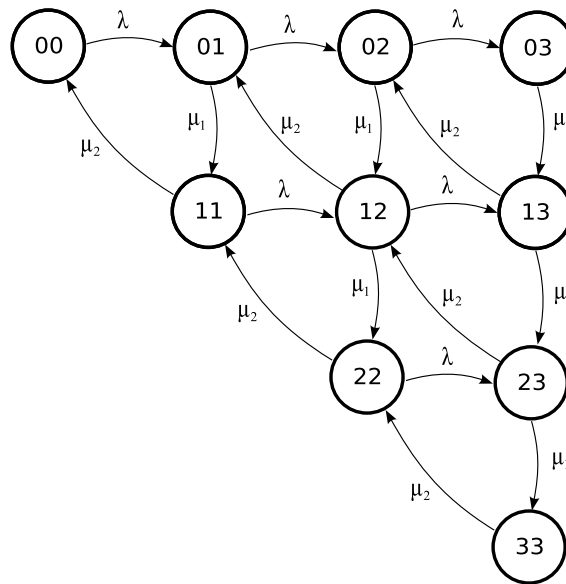 00 λ 01 λ 02 λ 03
μ₂ μ₁ μ₂ μ₁ μ₂ μ
11 λ 12 λ 13
μ₂ μ₁ μ₂ μ
22 λ 23
μ₂ μ
33